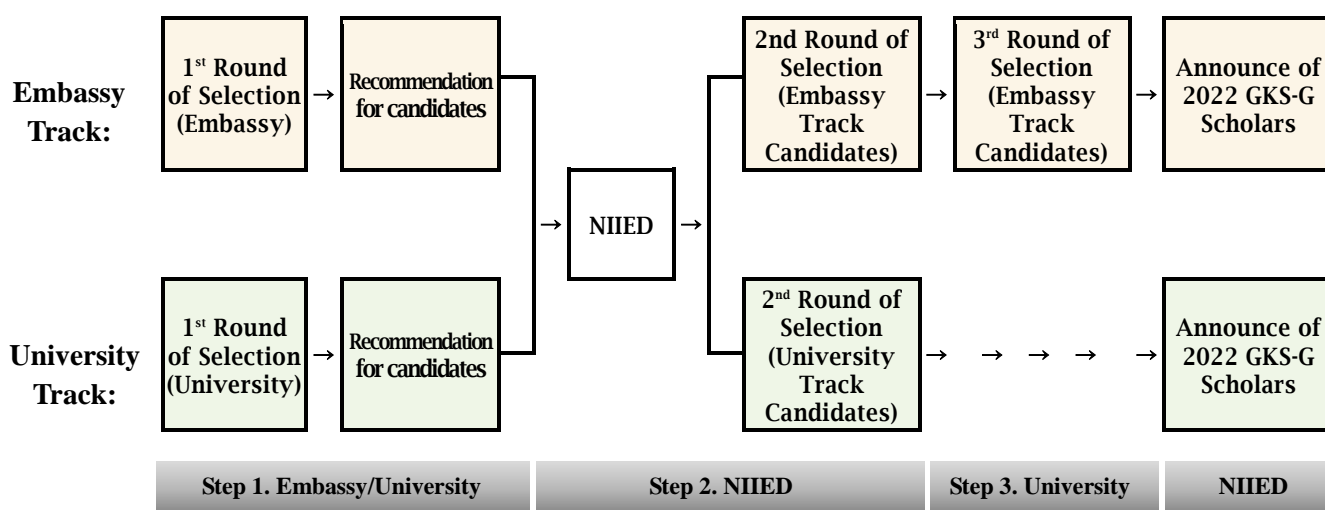 Embassy
Track:
1st Round
of Selection
(Embassy)
→
Recommendation
for candidates
→
NIIED
→
2nd Round of
Selection
(Embassy
Track
Candidates)
→
3rd Round of
Selection
(Embassy
Track
Candidates)
→
Announce of
2022 GKS-G
Scholars
University
Track:
1st Round
of Selection
(University)
→
Recommendation
for candidates
2nd Round of
Selection
(University
Track
Candidates)
→ → → → →
Announce of
2022 GKS-G
Scholars
Step 1. Embassy/University
Step 2. NIIED
Step 3. University
NIIED